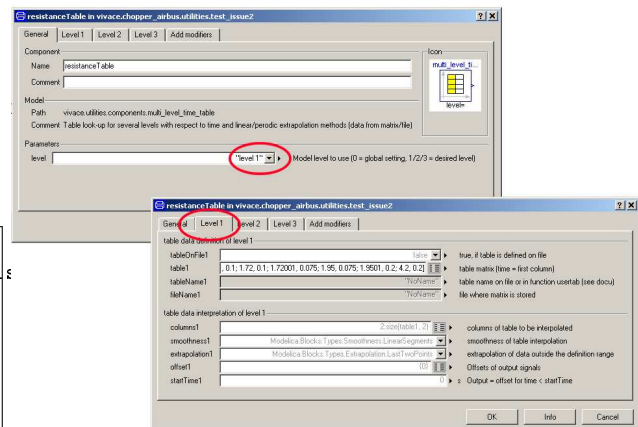 resistanceTable in vivace.chopper_airbus.utilities.test_issue2
General Level 1 Level 2 Level 3 Add modifiers
Component
Icon
Name resistanceTable
multi_level_ti...
Comment
level=
Model
Path vivace.utilities.components.multi_level_time_table
Comment Table look-up for several levels with respect to time and linear/perodic extrapolation methods (data from matrix/file)
Parameters
level "level 1" Model level to use (0 = global setting, 1/2/3 = desired level)
resistanceTable in vivace.chopper_airbus.utilities.test_issue2
General Level 1 Level 2 Level 3 Add modifiers
table data definition of level 1
tableOnFile1 false true, if table is defined on file
table1 , 0.1; 1.72, 0.1; 1.72001, 0.075; 1.95, 0.075; 1.9501, 0.2; 4.2, 0.2] table matrix (time = first column)
tableName1 "NoName" table name on file or in function usertab (see docu)
fileName1 "NoName" file where matrix is stored
table data interpretation of level 1
columns1 2:size(table1, 2) columns of table to be interpolated
smoothness1 Modelica.Blocks.Types.Smoothness.LinearSegments smoothness of table interpolation
extrapolation1 Modelica.Blocks.Types.Extrapolation.LastTwoPoints extrapolation of data outside the definition range
offset1 {0} Offsets of output signals
startTime1 0 s Output = offset for time < startTime
OK Info Cancel